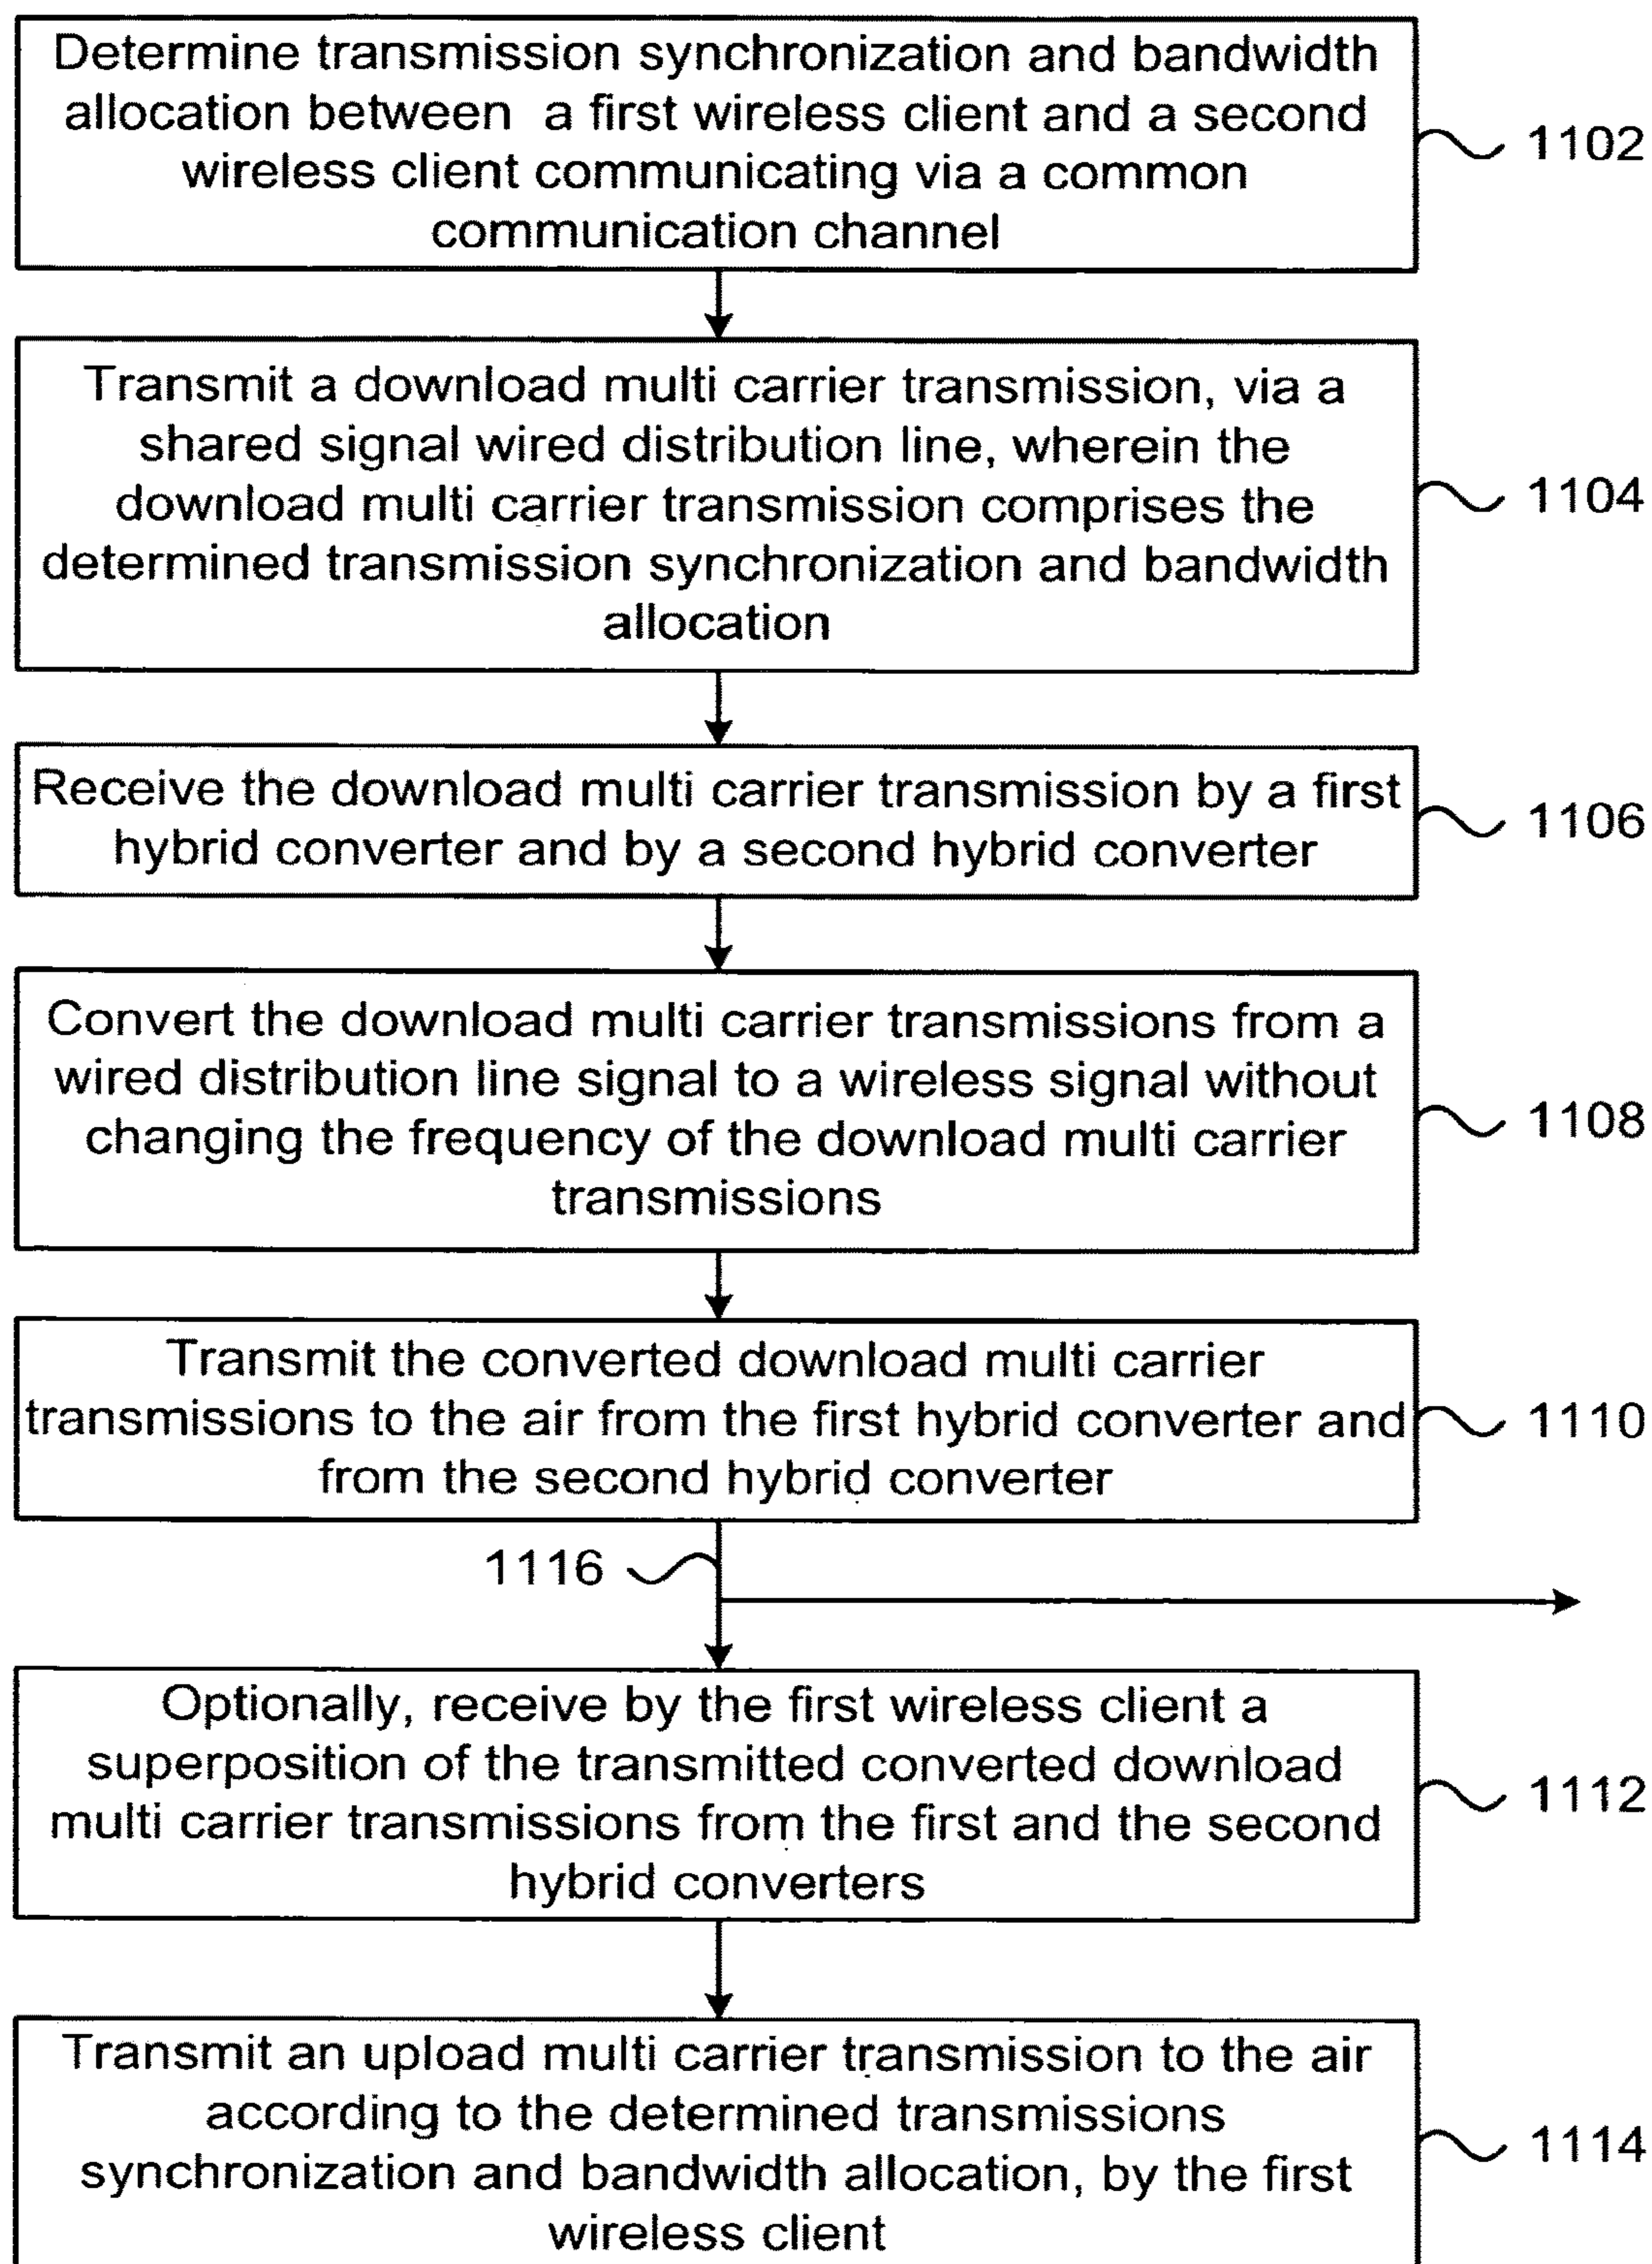 Determine transmission synchronization and bandwidth
allocation between a first wireless client and a second
wireless client communicating via a common
communication channel
1102
Transmit a download multi carrier transmission, via a
shared signal wired distribution line, wherein the
download multi carrier transmission comprises the
determined transmission synchronization and bandwidth
allocation
1104
Receive the download multi carrier transmission by a first
hybrid converter and by a second hybrid converter
1106
Convert the download multi carrier transmissions from a
wired distribution line signal to a wireless signal without
changing the frequency of the download multi carrier
transmissions
1108
Transmit the converted download multi carrier
transmissions to the air from the first hybrid converter and
from the second hybrid converter
1110
1116
Optionally, receive by the first wireless client a
superposition of the transmitted converted download
multi carrier transmissions from the first and the second
hybrid converters
1112
Transmit an upload multi carrier transmission to the air
according to the determined transmissions
synchronization and bandwidth allocation, by the first
wireless client
1114